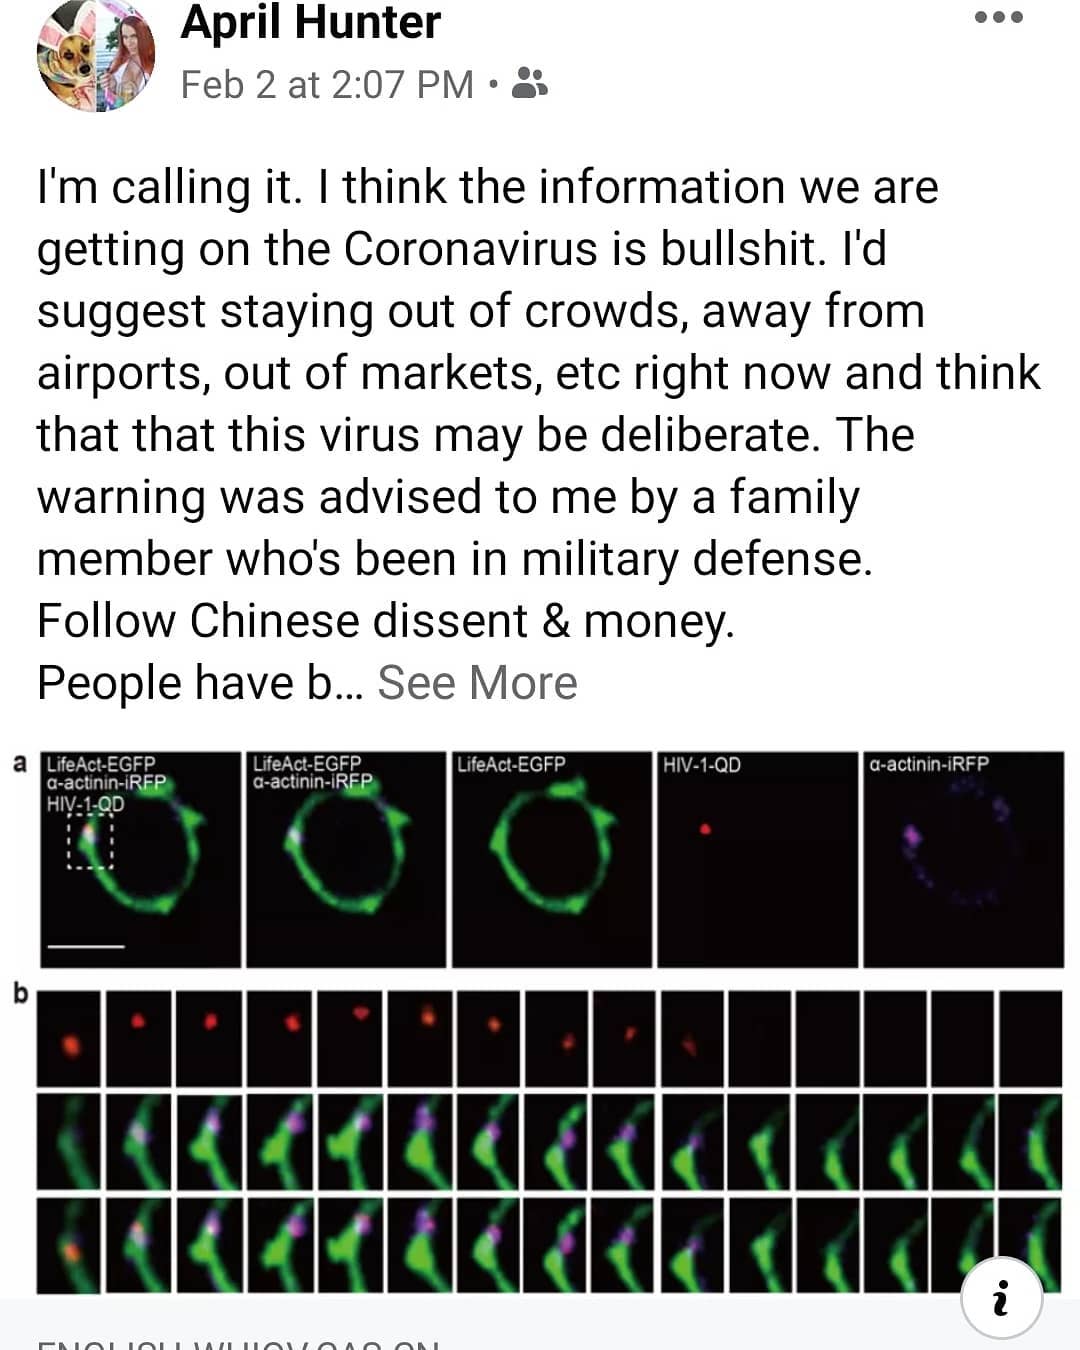 April Hunter
Feb 2 at 2:07 PM •
I'm calling it. I think the information we are
getting on the Coronavirus is bullshit. I'd
suggest staying out of crowds, away from
airports, out of markets, etc right now and think
that that this virus may be deliberate. The
warning was advised to me by a family
member who's been in military defense.
Follow Chinese dissent & money.
People have b... See More
a
LifeAct-EGFP
α-actinin-iRFP
HIV-1-QD
LifeAct-EGFP
α-actinin-iRFP
LifeAct-EGFP
HIV-1-QD
α-actinin-iRFP
b
i